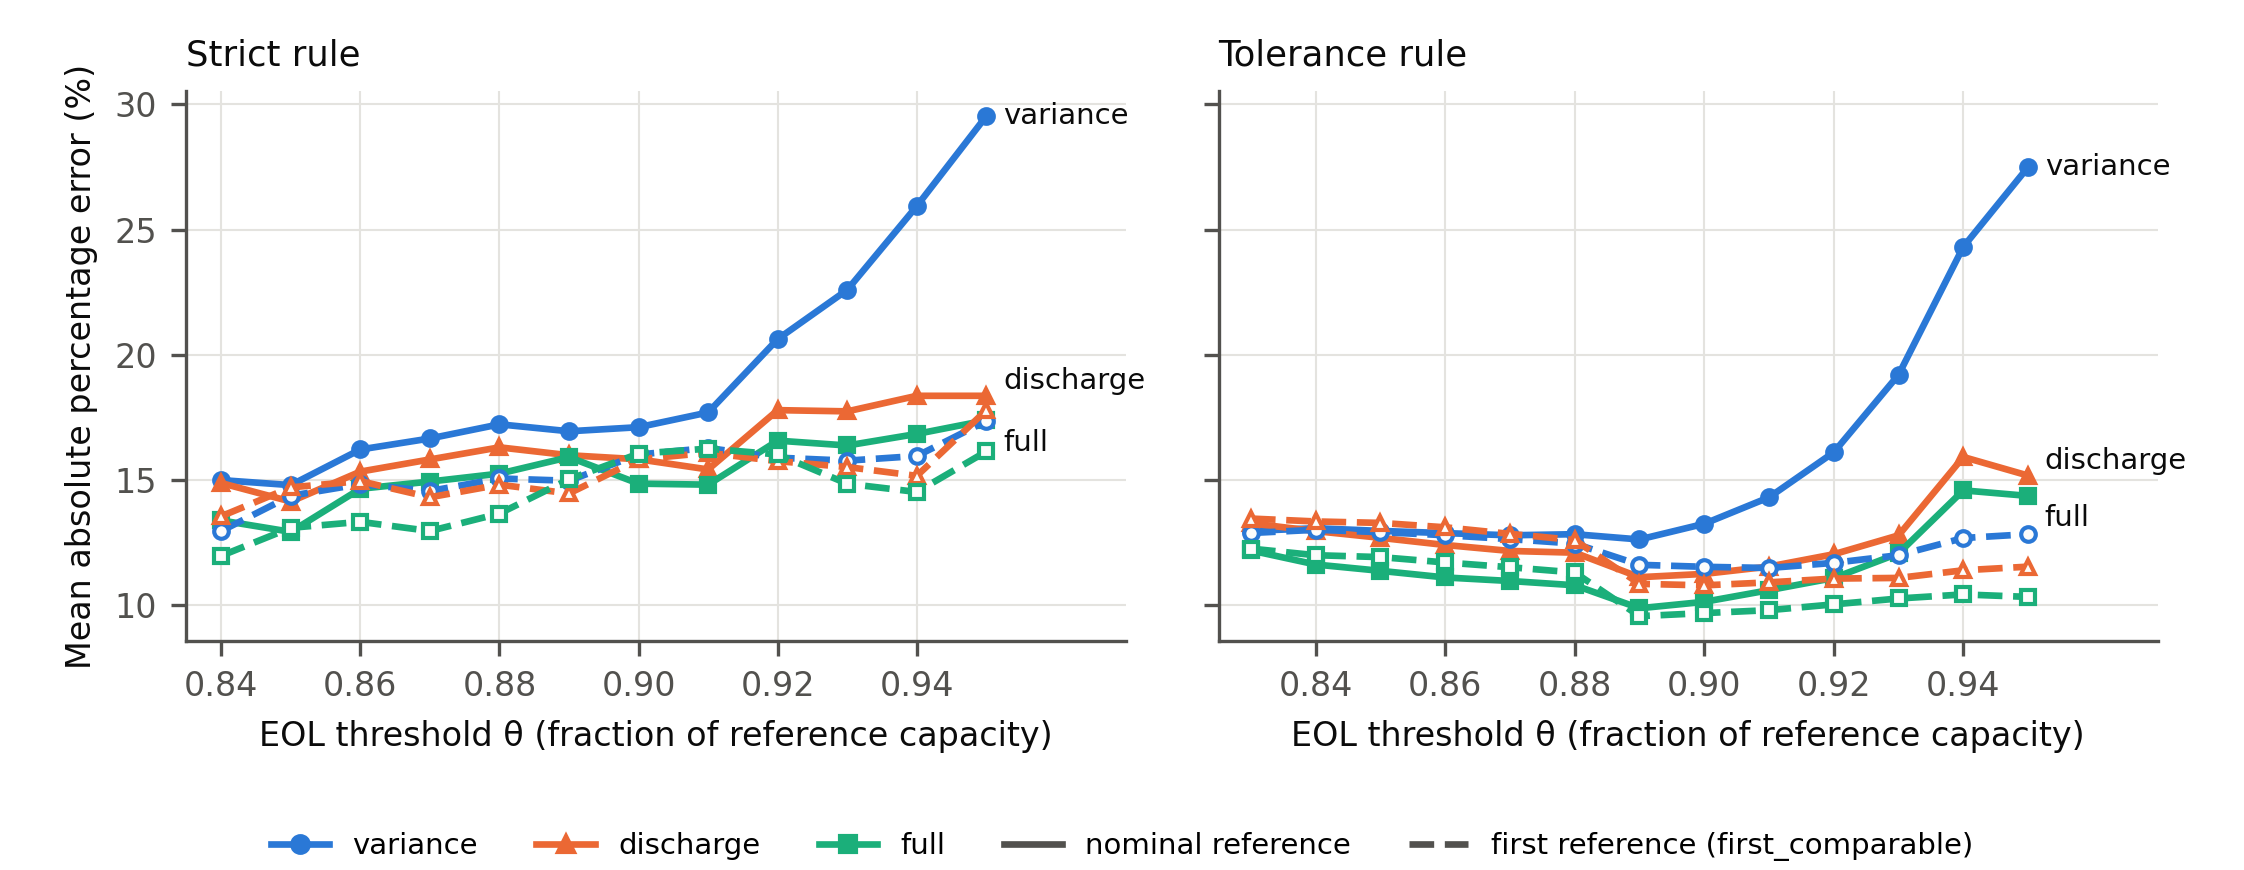 Strict rule
Tolerance rule
Mean absolute percentage error (%)
30
25
20
15
10
variance
discharge
full
variance
discharge
full
0.84 0.86 0.88 0.90 0.92 0.94
0.84 0.86 0.88 0.90 0.92 0.94
EOL threshold θ (fraction of reference capacity)
EOL threshold θ (fraction of reference capacity)
variance discharge full nominal reference first reference (first_comparable)